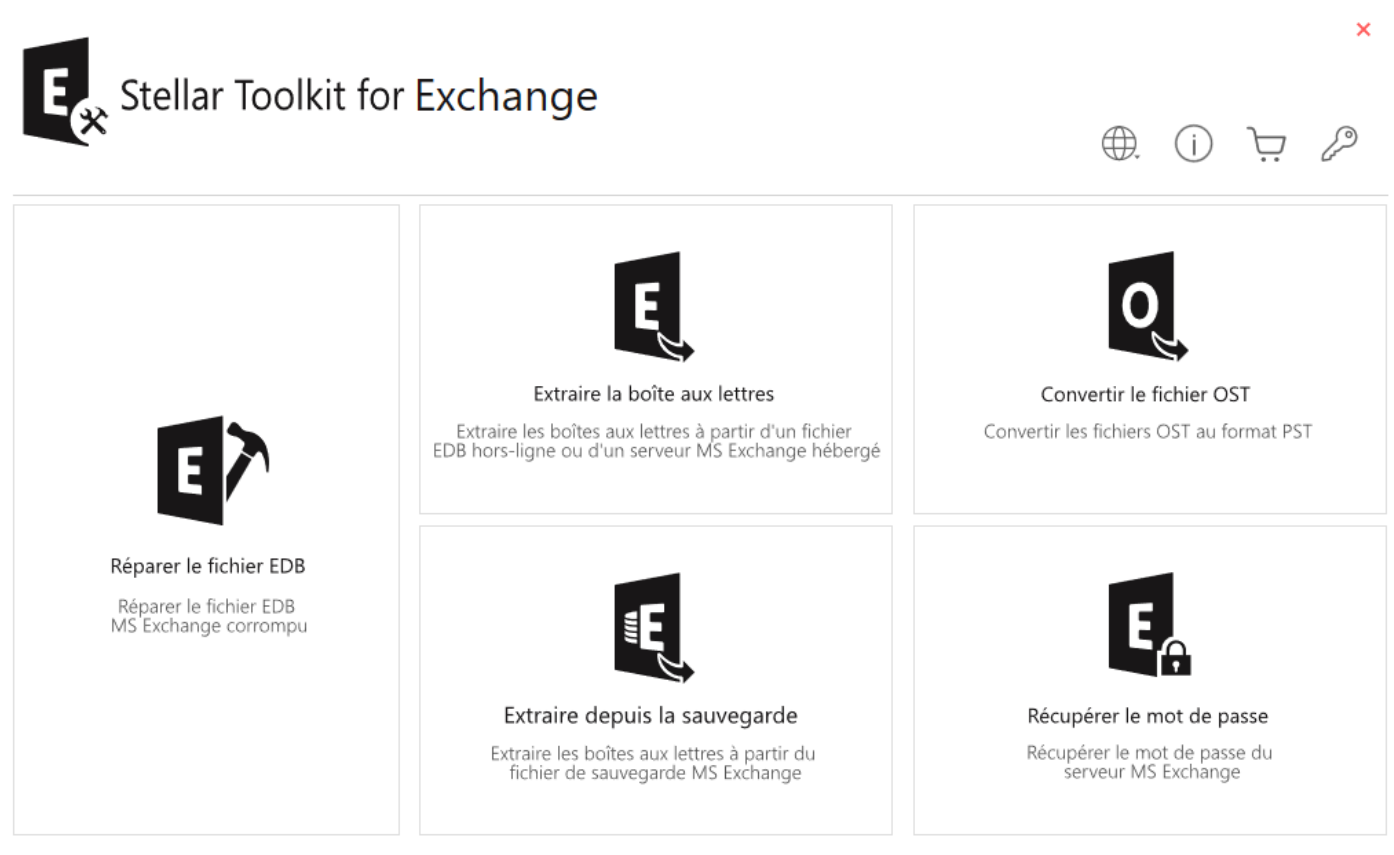 Stellar Toolkit for Exchange
Réparer le fichier EDB
Réparer le fichier EDB
MS Exchange corrompu
Extraire la boîte aux lettres
Extraire les boîtes aux lettres à partir d'un fichier
EDB hors-ligne ou d'un serveur MS Exchange hébergé
Convertir le fichier OST
Convertir les fichiers OST au format PST
Extraire depuis la sauvegarde
Extraire les boîtes aux lettres à partir du
fichier de sauvegarde MS Exchange
Récupérer le mot de passe
Récupérer le mot de passe du
serveur MS Exchange